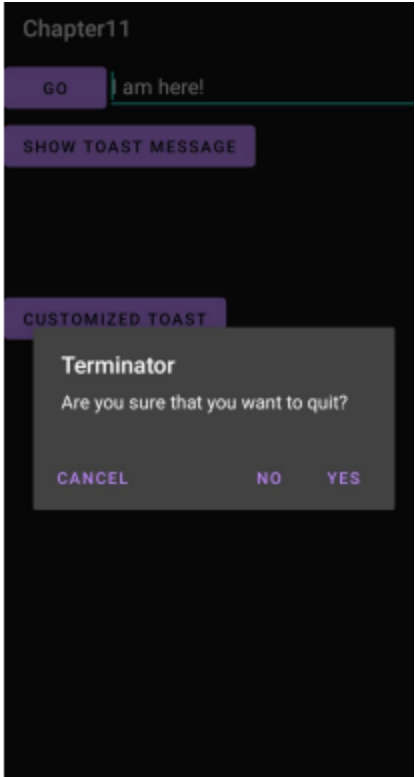 Chapter11
GO I am here!
SHOW TOAST MESSAGE
CUSTOMIZED TOAST
Terminator
Are you sure that you want to quit?
CANCEL NO YES